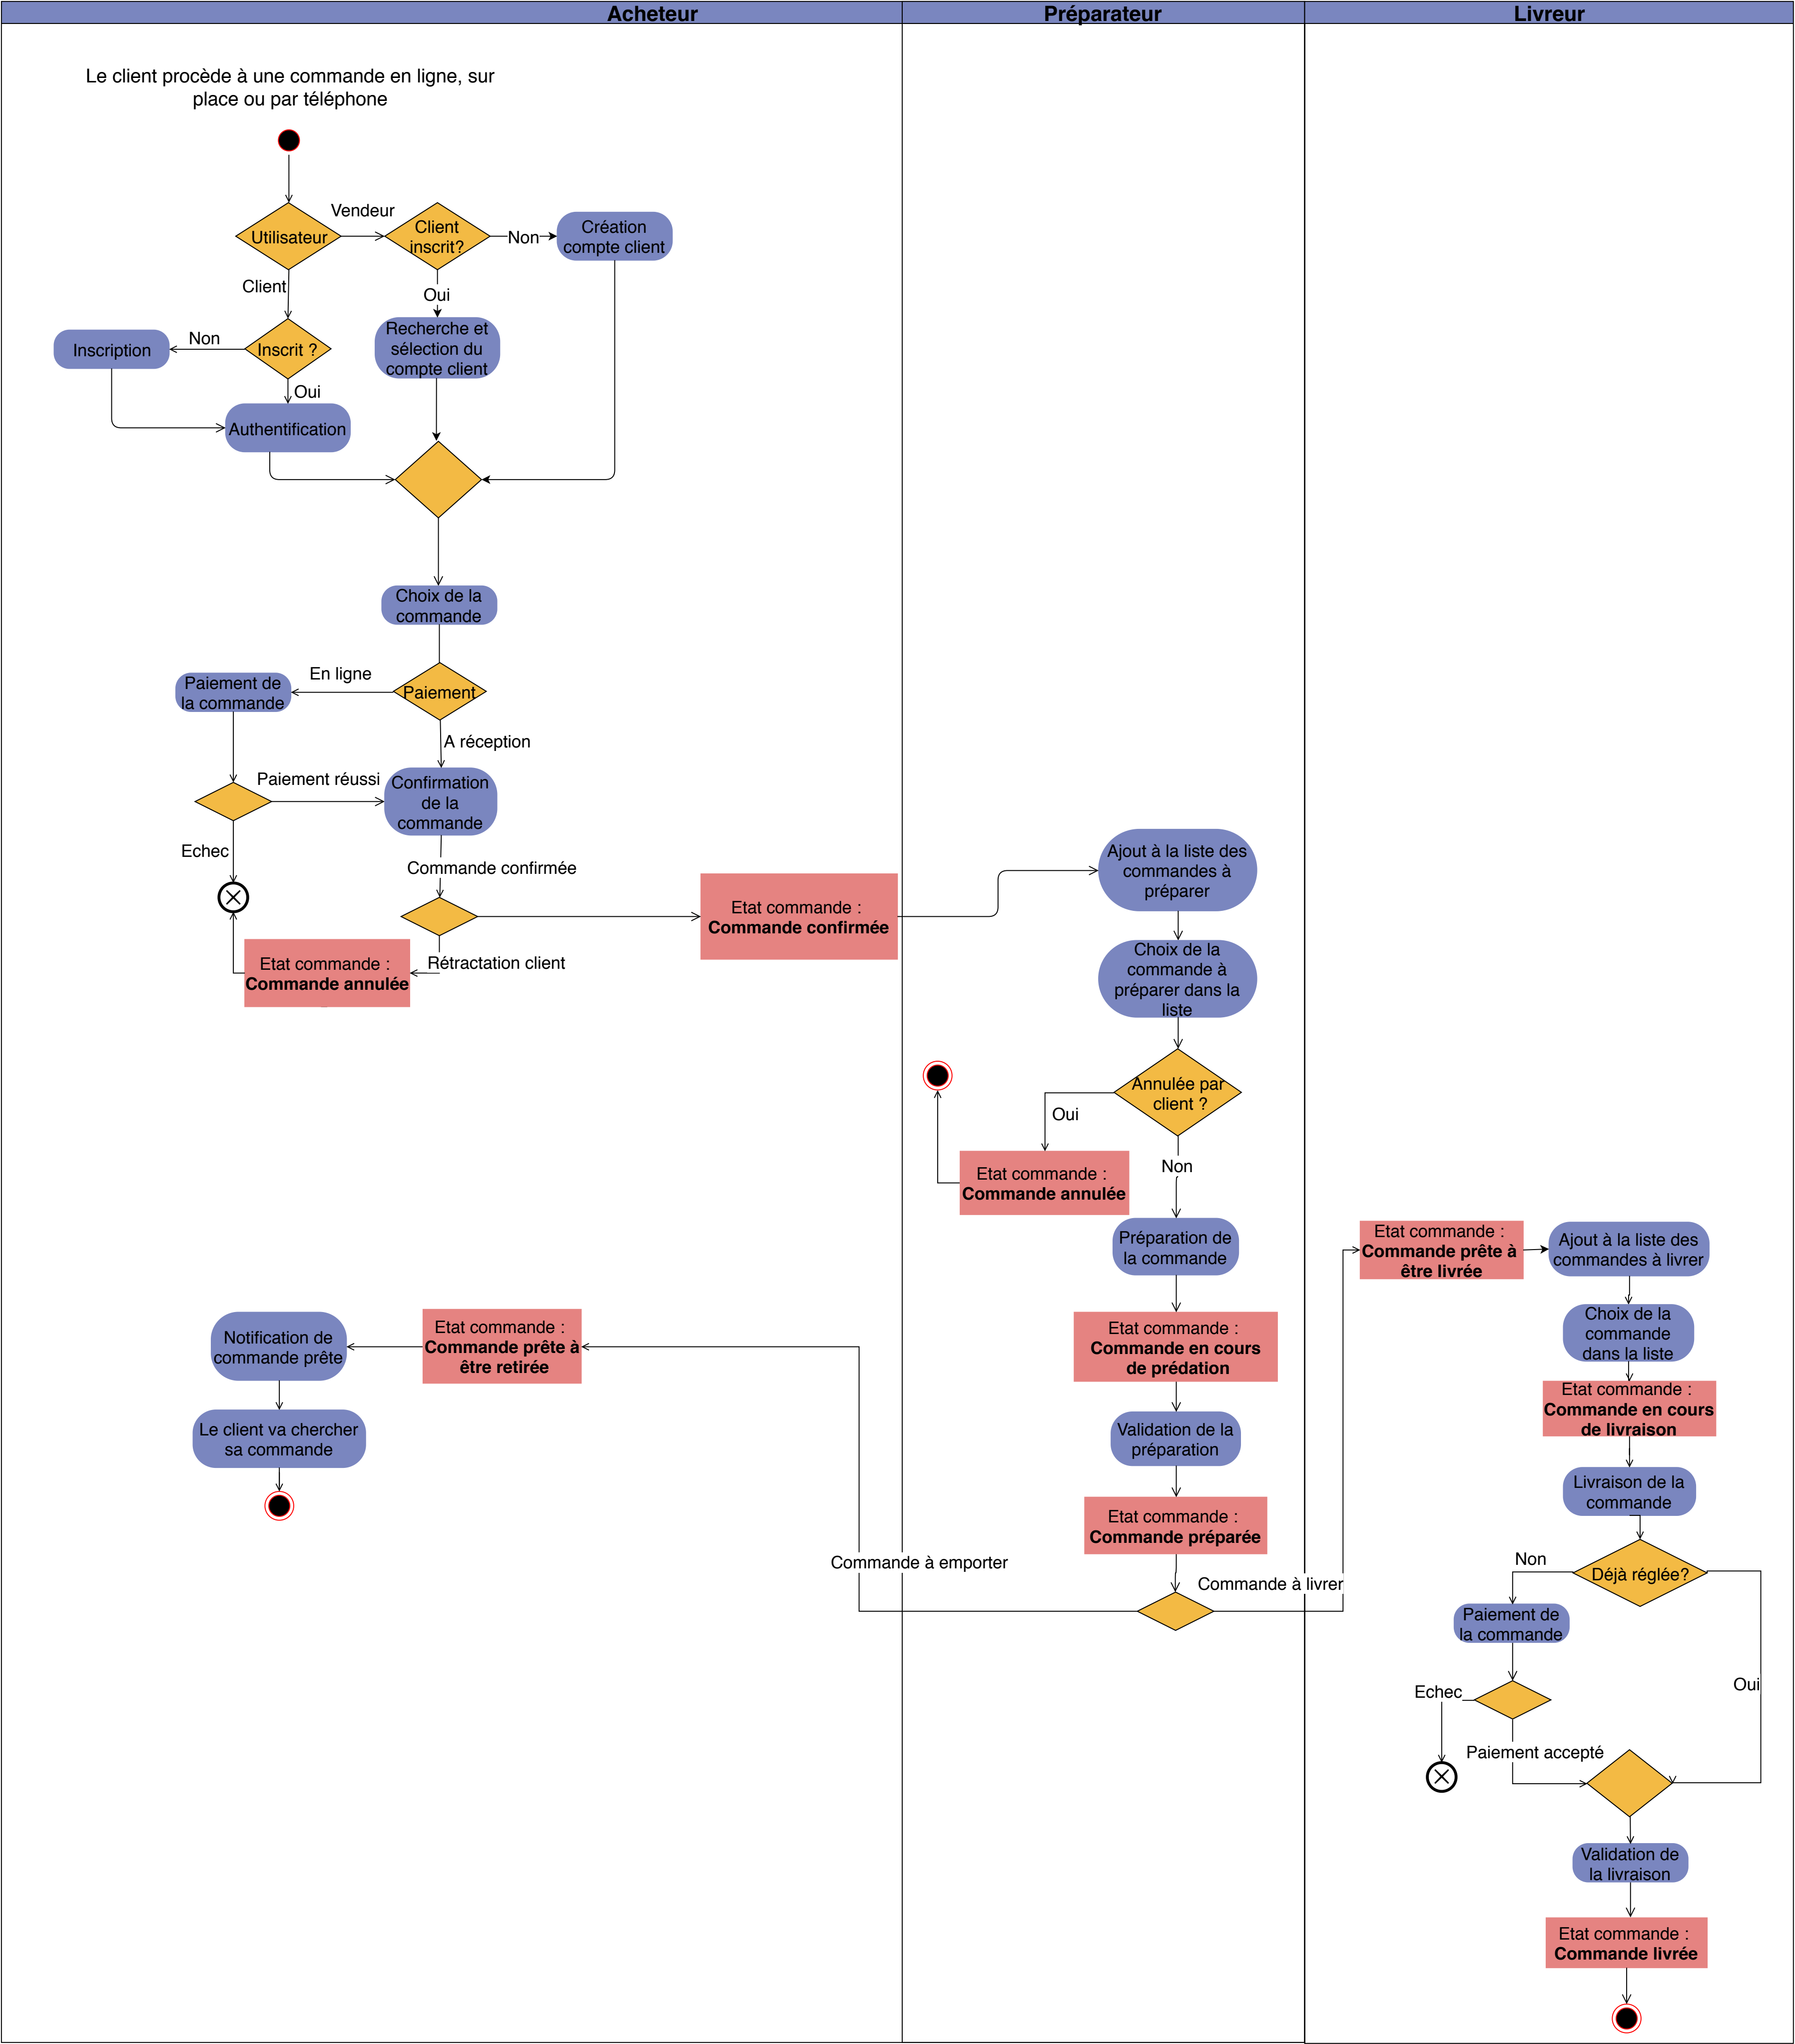 Acheteur
Préparateur
Livreur
Le client procède à une commande en ligne, sur
place ou par téléphone
Utilisateur
Vendeur
Client
inscrit?
Non
Création
compte client
Client
Oui
Inscription
Non
Inscrit ?
Recherche et
sélection du
compte client
Oui
Authentification
Choix de la
commande
Paiement de
la commande
En ligne
Paiement
A réception
Paiement réussi
Confirmation
de la
commande
Echec
Commande confirmée
Etat commande :
Commande confirmée
Etat commande :
Commande annulée
Rétractation client
Ajout à la liste des
commandes à
préparer
Choix de la
commande à
préparer dans la
liste
Annulée par
client ?
Oui
Non
Etat commande :
Commande annulée
Préparation de
la commande
Etat commande :
Commande en cours
de prédation
Validation de la
préparation
Etat commande :
Commande préparée
Commande à emporter
Commande à livrer
Etat commande :
Commande prête à
être retirée
Notification de
commande prête
Le client va chercher
sa commande
Etat commande :
Commande prête à
être livrée
Ajout à la liste des
commandes à livrer
Choix de la
commande
dans la liste
Etat commande :
Commande en cours
de livraison
Livraison de la
commande
Non
Déjà réglée?
Paiement de
la commande
Oui
Echec
Paiement accepté
Validation de
la livraison
Etat commande :
Commande livrée